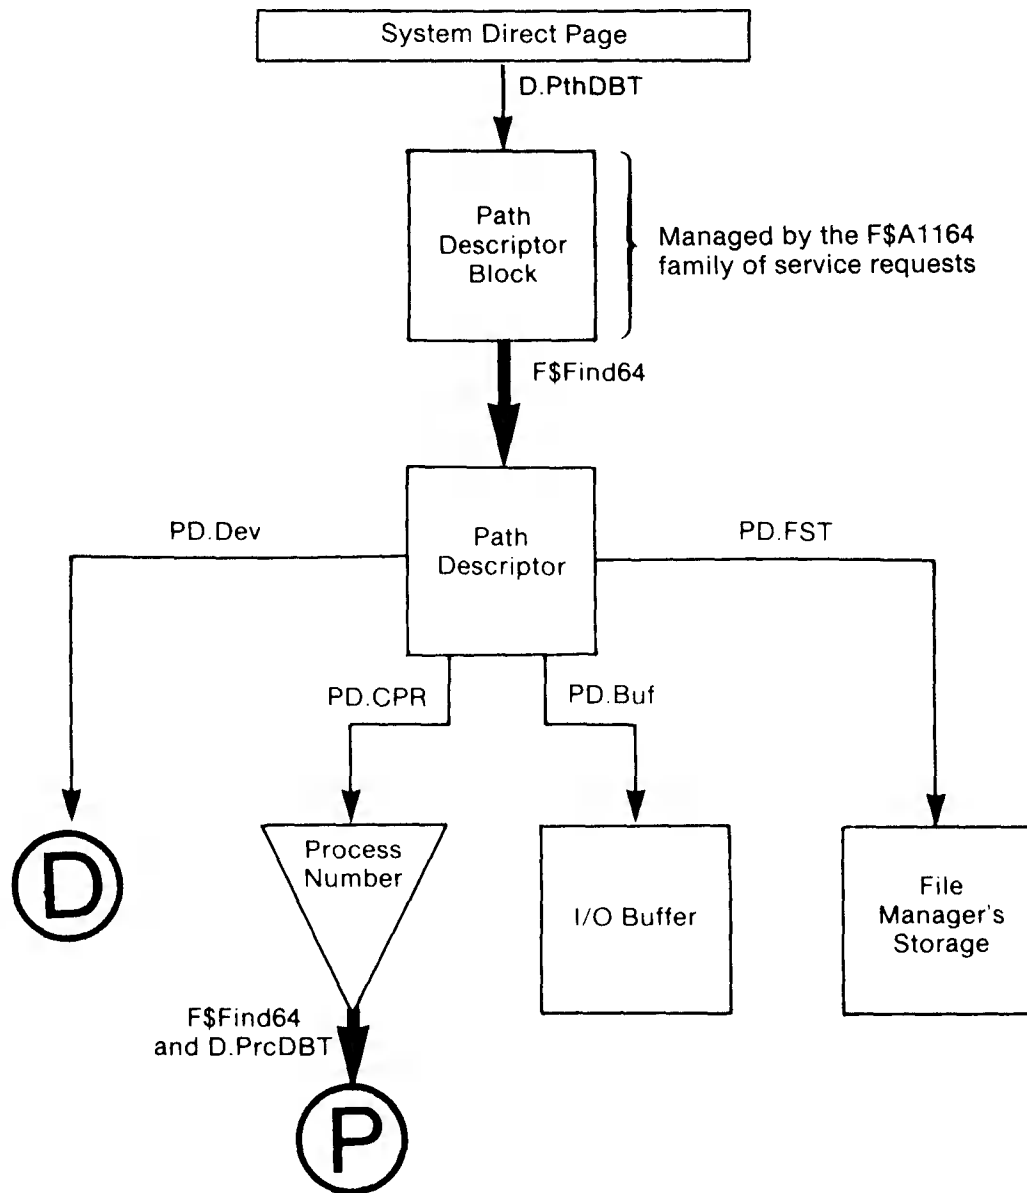 System Direct Page
D.PthDBT
Path
Descriptor
Block
Managed by the F$A1164
family of service requests
F$Find64
Path
Descriptor
PD.Dev
PD.FST
PD.CPR
PD.Buf
D
Process
Number
I/O Buffer
File
Manager's
Storage
F$Find64
and D.PrcDBT
P